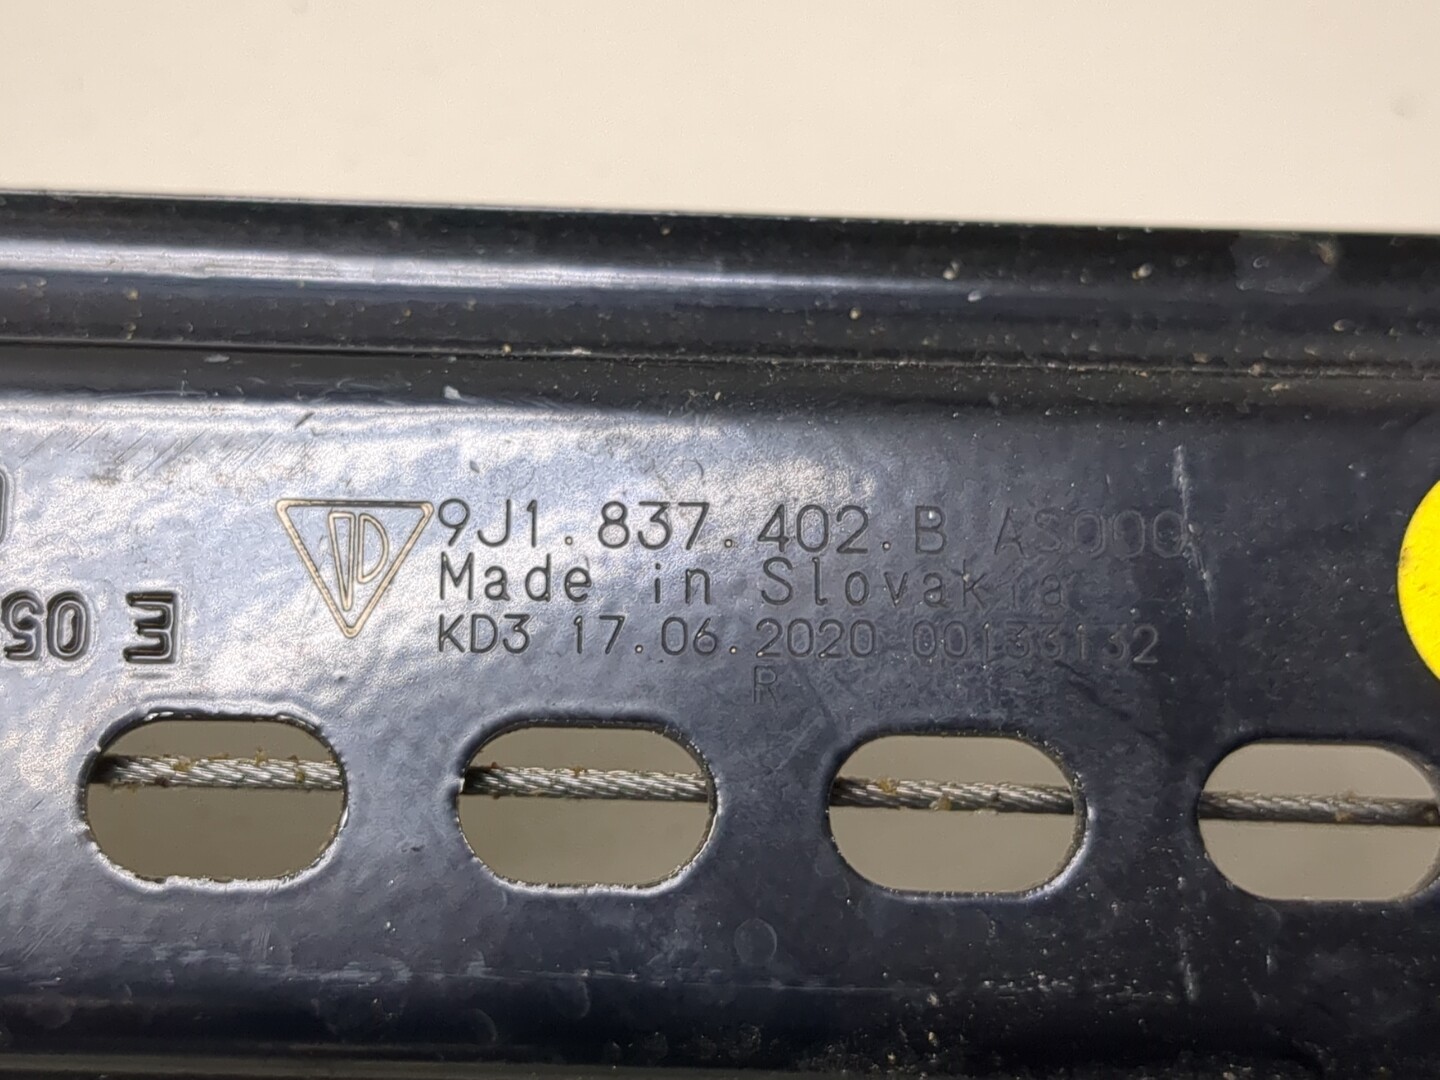 9J1.837.402.B AS000
Made in Slovakia
KD3 17.06.2020 00133132
R
E 05